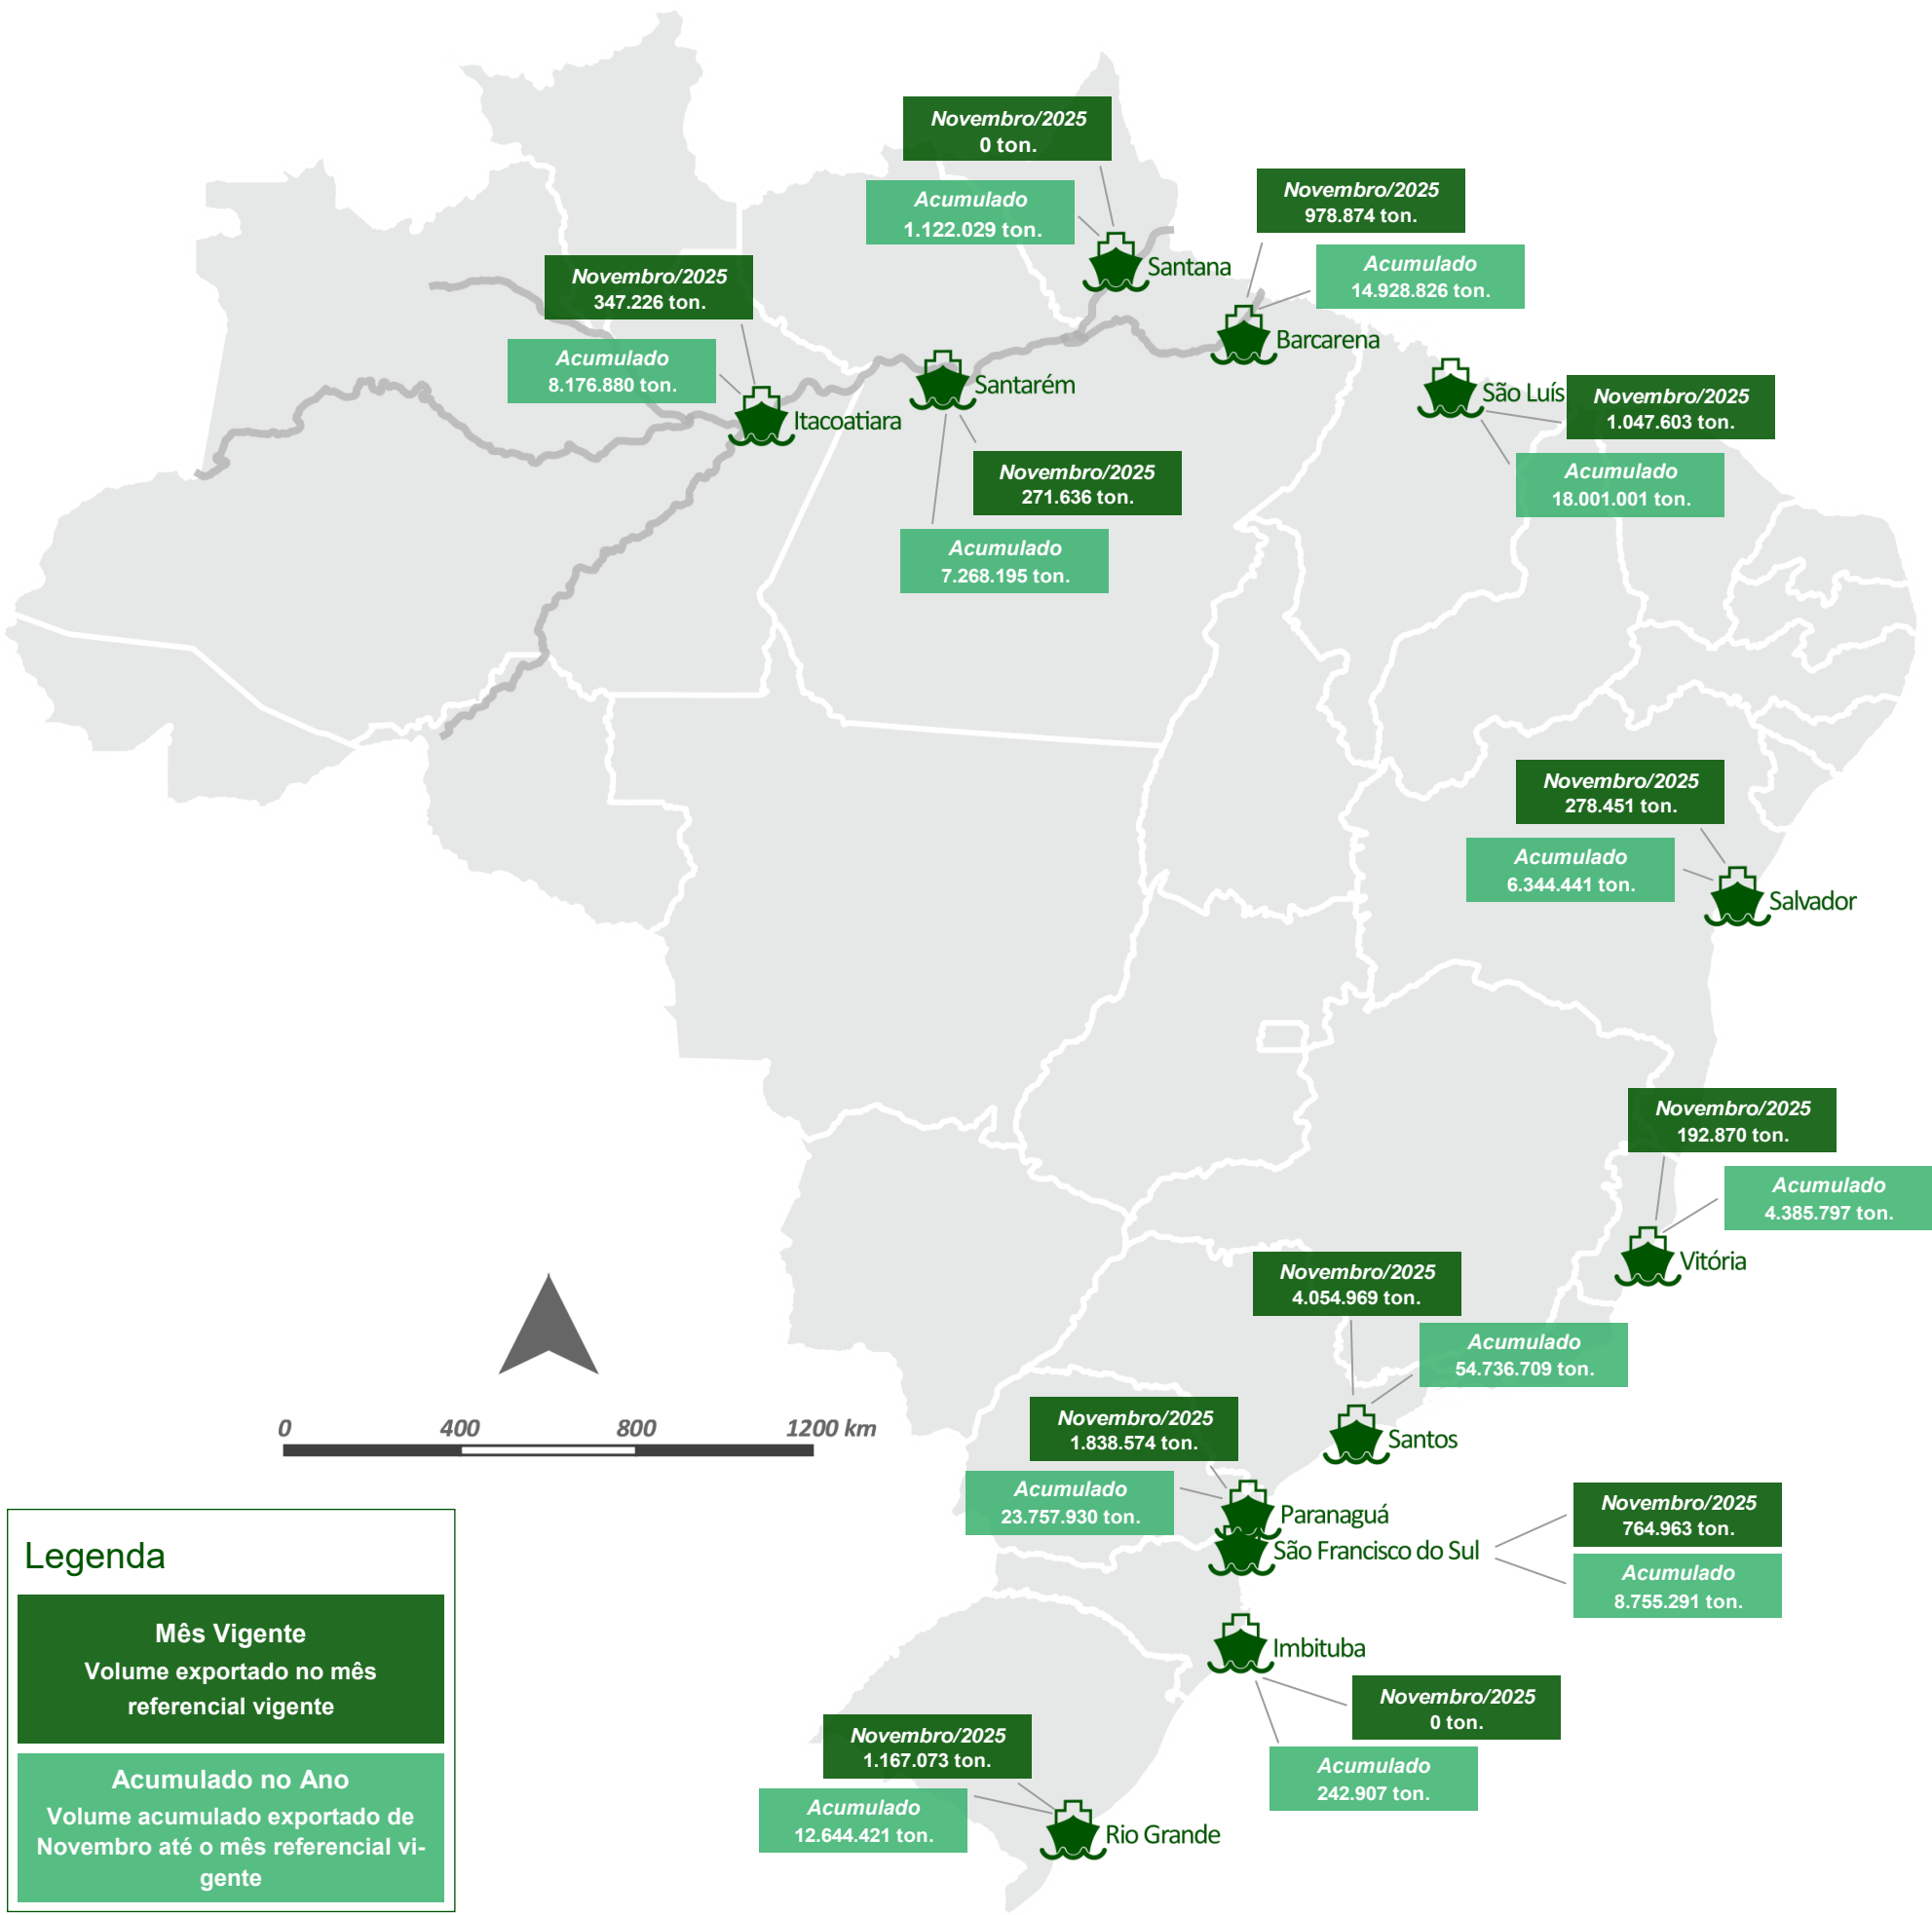 Novembro/2025
0 ton.
Acumulado
1.122.029 ton.
Santana
Novembro/2025
978.874 ton.
Acumulado
14.928.826 ton.
Barcarena
Novembro/2025
347.226 ton.
Acumulado
8.176.880 ton.
Itacoatiara
Santarém
Novembro/2025
271.636 ton.
Acumulado
7.268.195 ton.
São Luís
Novembro/2025
1.047.603 ton.
Acumulado
18.001.001 ton.
Novembro/2025
278.451 ton.
Acumulado
6.344.441 ton.
Salvador
Novembro/2025
192.870 ton.
Acumulado
4.385.797 ton.
Vitória
Novembro/2025
4.054.969 ton.
Acumulado
54.736.709 ton.
Santos
Novembro/2025
1.838.574 ton.
Acumulado
23.757.930 ton.
Paranaguá
São Francisco do Sul
Novembro/2025
764.963 ton.
Acumulado
8.755.291 ton.
Imbituba
Novembro/2025
0 ton.
Acumulado
242.907 ton.
Novembro/2025
1.167.073 ton.
Acumulado
12.644.421 ton.
Rio Grande
0 400 800 1200 km
Legenda
Mês Vigente
Volume exportado no mês
referencial vigente
Acumulado no Ano
Volume acumulado exportado de
Novembro até o mês referencial vi-
gente